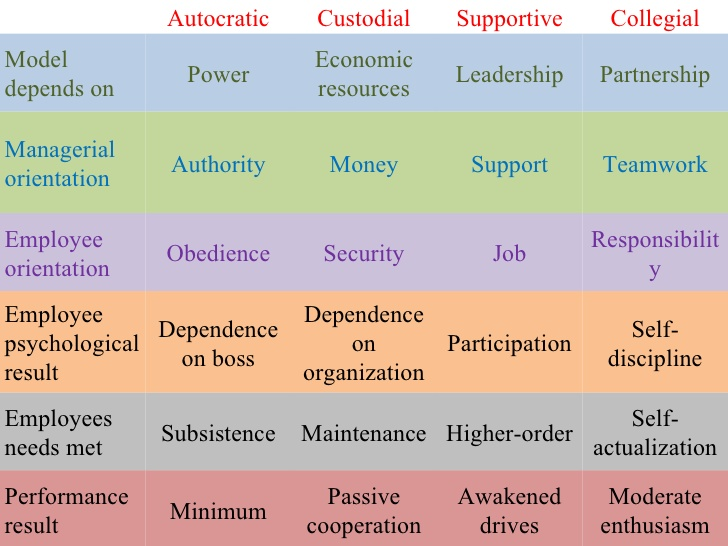 Autocratic Custodial Supportive Collegial
Model depends on Power Economic resources Leadership Partnership
Managerial orientation Authority Money Support Teamwork
Employee orientation Obedience Security Job Responsibility
Employee psychological result Dependence on boss Dependence on organization Participation Self-discipline
Employees needs met Subsistence Maintenance Higher-order Self-actualization
Performance result Minimum Passive cooperation Awakened drives Moderate enthusiasm